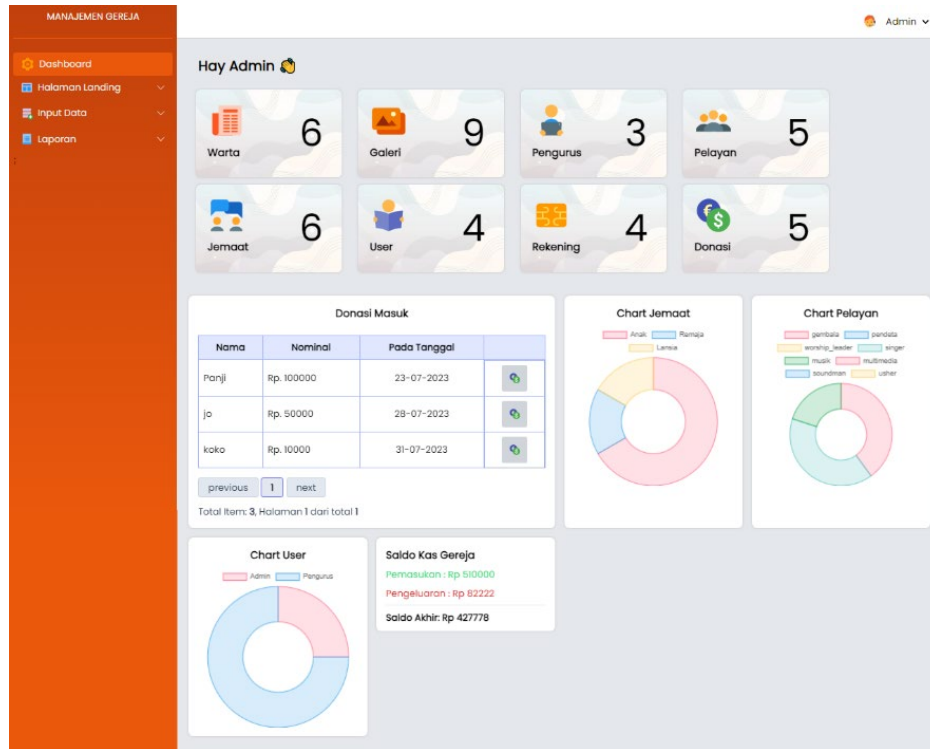 MANAJEMEN GEREJA
Admin
Dashboard
Halaman Landing
Input Data
Laporan
Hay Admin
Warta 6
Galeri 9
Pengurus 3
Pelayan 5
Jemaat 6
User 4
Rekening 4
Donasi 5
Donasi Masuk
Nama Nominal Pada Tanggal
Panji Rp. 100000 23-07-2023
jo Rp. 50000 28-07-2023
koko Rp. 10000 31-07-2023
previous 1 next
Total Item: 3, Halaman 1 dari total 1
Chart Jemaat
Anak Remaja
Lansia
Chart Pelayan
gembala pendeta
worship_leader singer
musik multimedia
soundman usher
Chart User
Admin Pengurus
Saldo Kas Gereja
Pemasukan : Rp 510000
Pengeluaran : Rp 82222
Saldo Akhir: Rp 427778